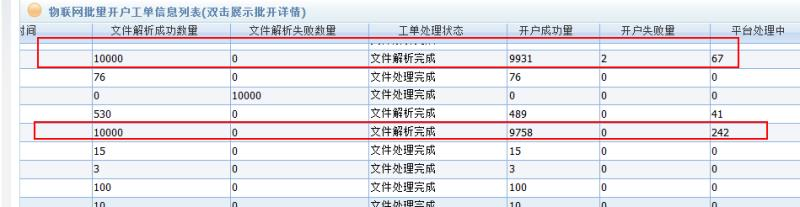 物联网批里开户工单信息列表(双击展示批开详情)
时间 文件解析成功数量 文件解析失败数量 工单处理状态 开户成功量 开户失败量 平台处理中
10000 0 文件解析完成 9931 2 67
76 0 文件处理完成 76 0 0
0 10000 文件处理完成 0 0 0
530 0 文件解析完成 489 0 41
10000 0 文件解析完成 9758 0 242
15 0 文件处理完成 15 0 0
3 0 文件处理完成 3 0 0
100 0 文件处理完成 100 0 0
10 0 文件处理完成 10 0 0